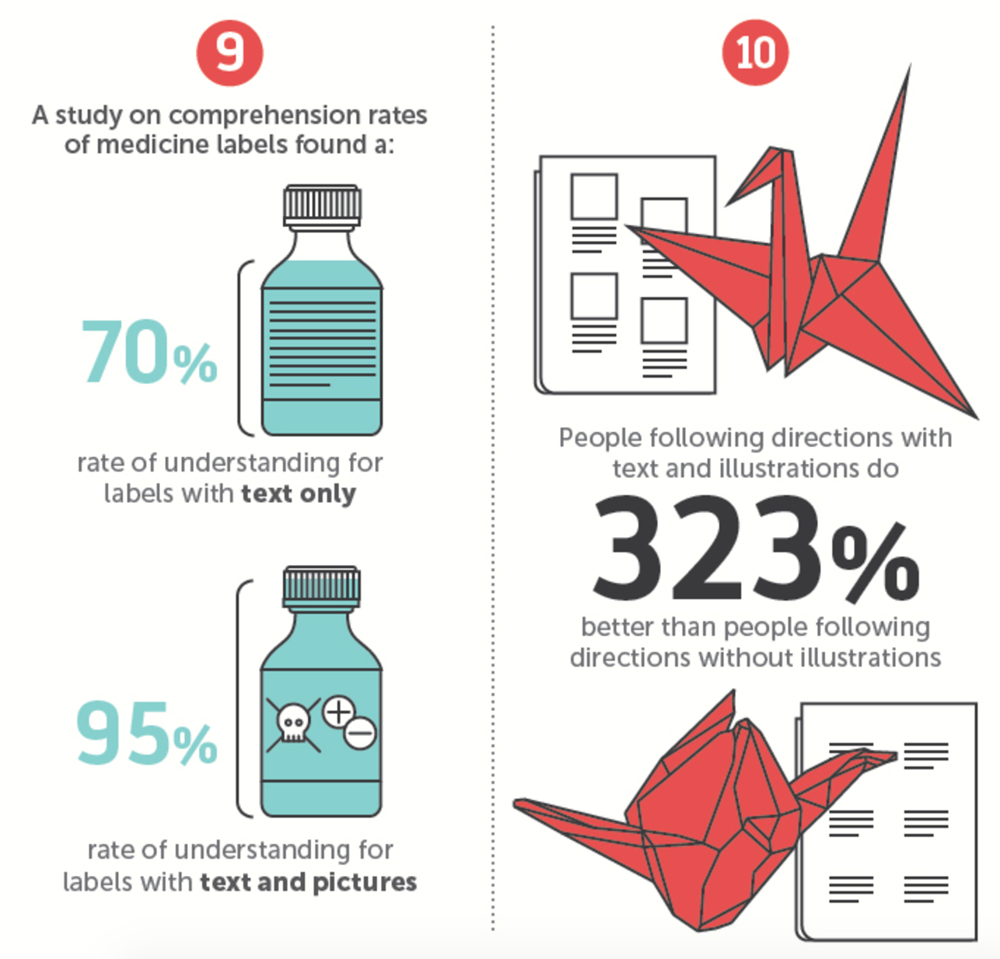 9
A study on comprehension rates
of medicine labels found a:
70%
rate of understanding for
labels with text only
95%
rate of understanding for
labels with text and pictures
10
People following directions with
text and illustrations do
323%
better than people following
directions without illustrations